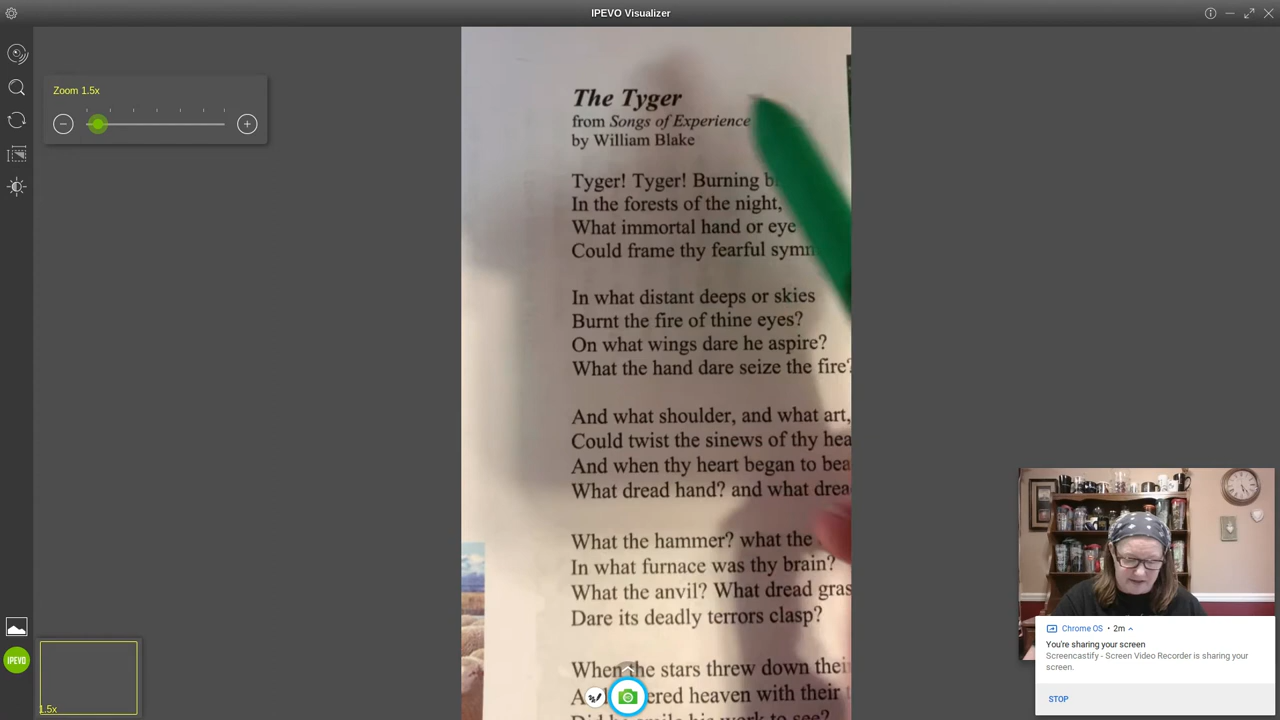 IPEVO Visualizer
Zoom 1.5x
The Tyger
from Songs of Experience
by William Blake
Tyger! Tyger! Burning
In the forests of the night,
What immortal hand or eye
Could frame thy fearful
In what distant deeps or skies
Burnt the fire of thine eyes?
On what wings dare he aspire?
What the hand dare seize the fire?
And what shoulder, and what art,
Could twist the sinews of thy
And when thy heart began to
What dread hand? and what
What the hammer? what the
In what furnace was thy brain?
What the anvil? What dread
Dare its deadly terrors clasp?
When the stars threw down
heaven with their
his work to see?
IPEVO
1.5x
Chrome OS • 2m
You're sharing your screen
Screencastify - Screen Video Recorder is sharing your
screen.
STOP